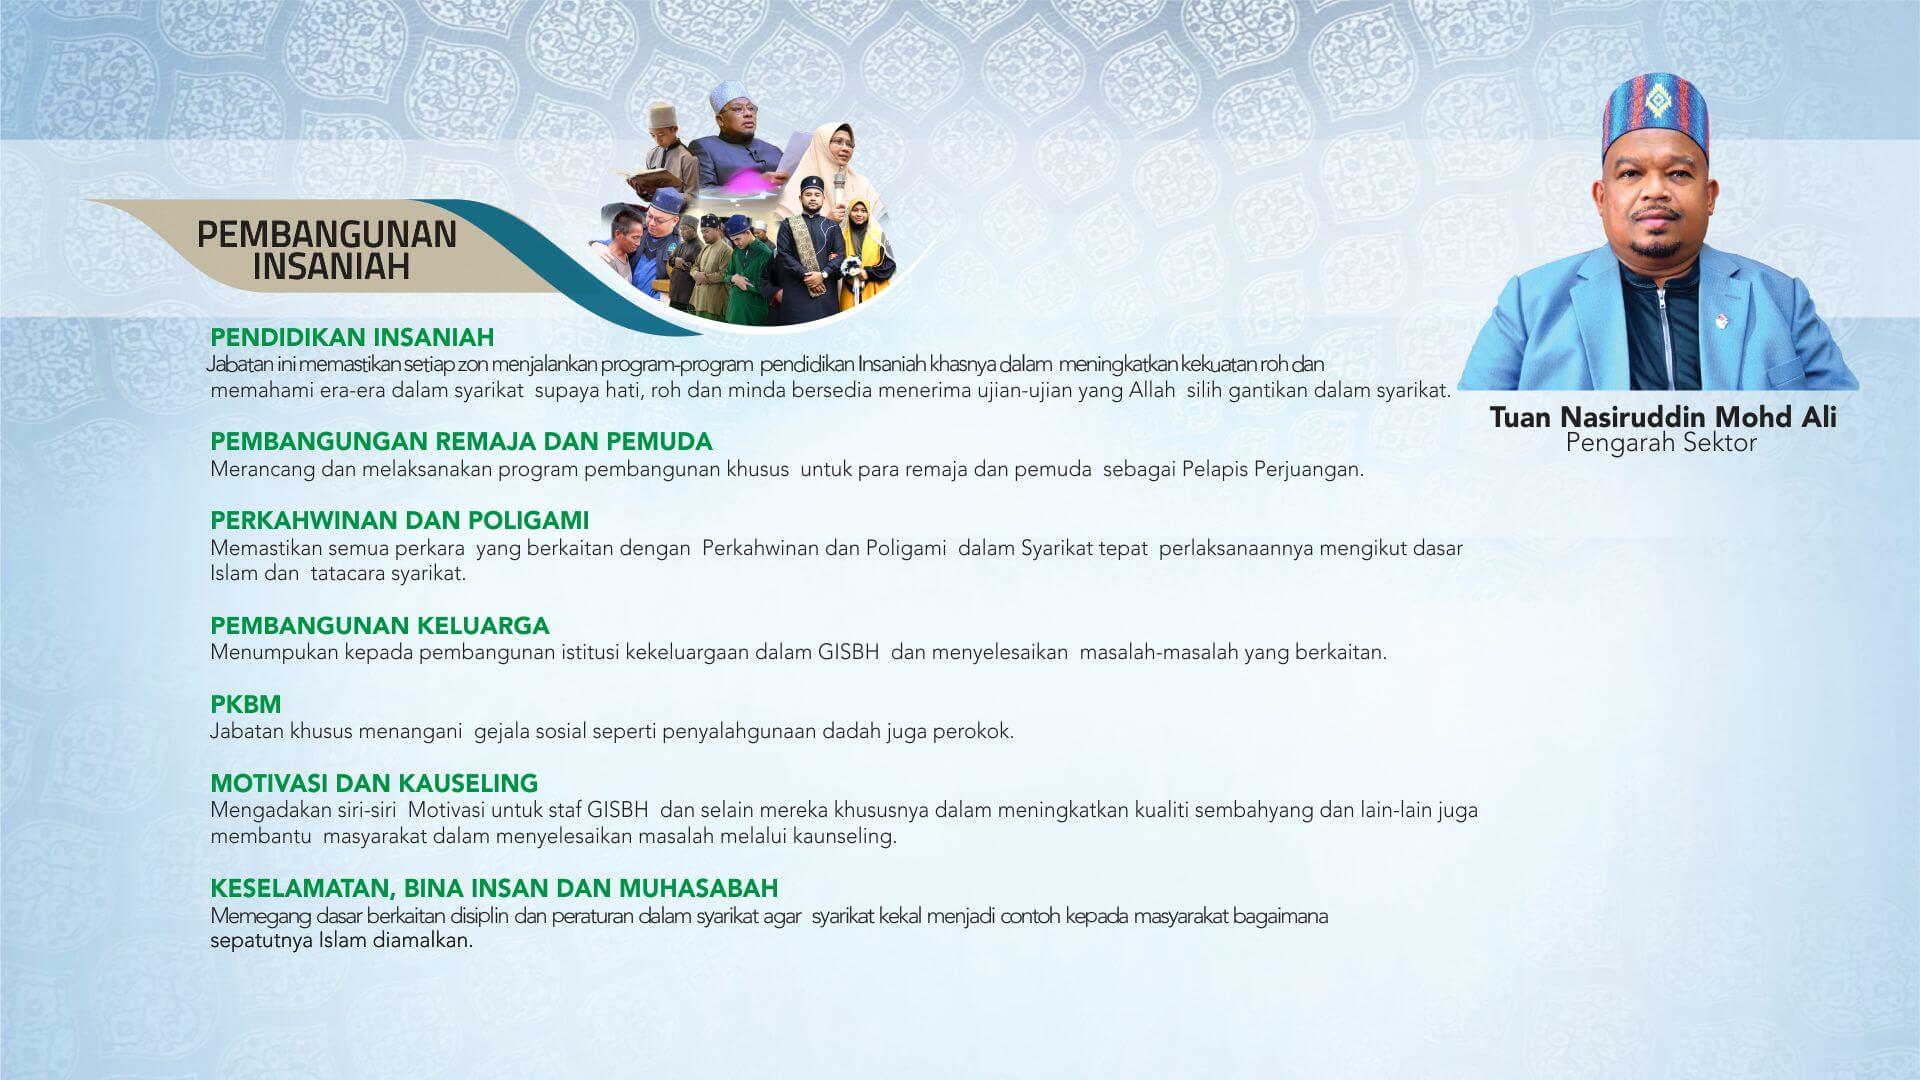 PEMBANGUNAN
INSANIAH
PENDIDIKAN INSANIAH
Jabatan ini memastikan setiap zon menjalankan program-program pendidikan Insaniah khasnya dalam meningkatkan kekuatan roh dan
memahami era-era dalam syarikat supaya hati, roh dan minda bersedia menerima ujian-ujian yang Allah silih gantikan dalam syarikat.
Tuan Nasiruddin Mohd Ali
Pengarah Sektor
PEMBANGUNGAN REMAJA DAN PEMUDA
Merancang dan melaksanakan program pembangunan khusus untuk para remaja dan pemuda sebagai Pelapis Perjuangan.
PERKAHWINAN DAN POLIGAMI
Memastikan semua perkara yang berkaitan dengan Perkahwinan dan Poligami dalam Syarikat tepat perlaksanaannya mengikut dasar
Islam dan tatacara syarikat.
PEMBANGUNAN KELUARGA
Menumpukan kepada pembangunan istitusi kekeluargaan dalam GISBH dan menyelesaikan masalah-masalah yang berkaitan.
PKBM
Jabatan khusus menangani gejala sosial seperti penyalahgunaan dadah juga perokok.
MOTIVASI DAN KAUSELING
Mengadakan siri-siri Motivasi untuk staf GISBH dan selain mereka khususnya dalam meningkatkan kualiti sembahyang dan lain-lain juga
membantu masyarakat dalam menyelesaikan masalah melalui kaunseling.
KESELAMATAN, BINA INSAN DAN MUHASABAH
Memegang dasar berkaitan disiplin dan peraturan dalam syarikat agar syarikat kekal menjadi contoh kepada masyarakat bagaimana
sepatutnya Islam diamalkan.